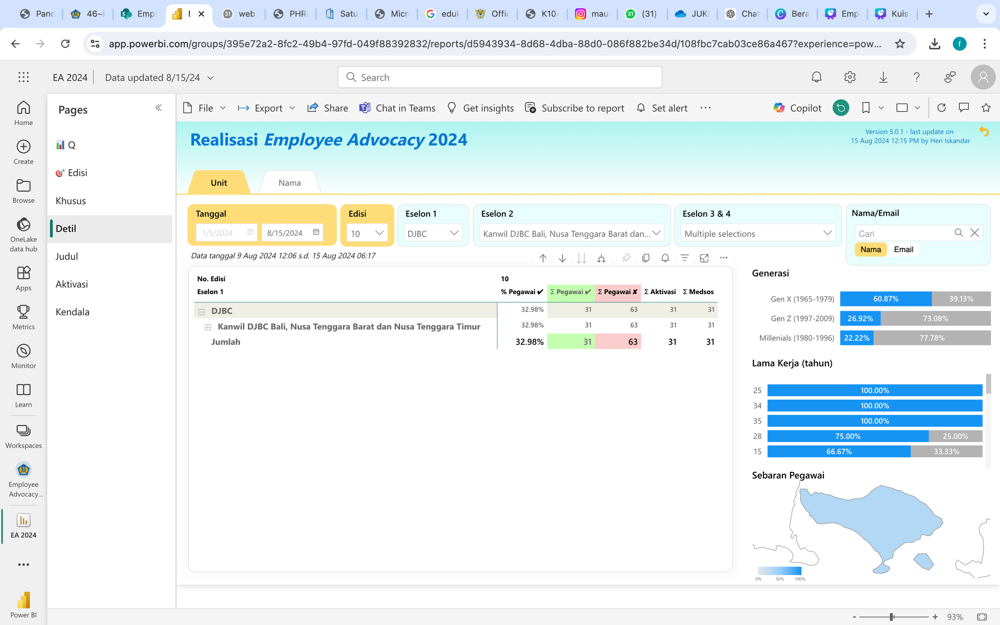 Pand
46~P
Empl
E
web.
PHRI
Satu
Micro
eduk
Offic
K10-
mau
(31)
JUKI
Chat
Bera
Emp
Kuis
app.powerbi.com/groups/395e72a2-8fc2-49b4-97fd-049f88392832/reports/d5943934-8d68-4dba-88d0-086f882be34d/108fbc7cab03ce86a467?experience=pow...
f
EA 2024
Data updated 8/15/24
Search
Home
Create
Browse
OneLake
data hub
Apps
Metrics
Monitor
Learn
Workspaces
Employee
Advocacy...
EA 2024
Power BI
Pages
Q
Edisi
Khusus
Detil
Judul
Aktivasi
Kendala
File
Export
Share
Chat in Teams
Get insights
Subscribe to report
Set alert
Copilot
Realisasi Employee Advocacy 2024
Version 5.0.1 - last update on
15 Aug 2024 12:15 PM by Heri Iskandar
Unit
Nama
Tanggal
1/5/2024
8/15/2024
Edisi
10
Eselon 1
DJBC
Eselon 2
Kanwil DJBC Bali, Nusa Tenggara Barat dan...
Eselon 3 & 4
Multiple selections
Nama/Email
Cari
Nama
Email
Data tanggal 9 Aug 2024 12:06 s.d. 15 Aug 2024 06:17
No. Edisi 10
Eselon 1 % Pegawai ✔ Σ Pegawai ✔ Σ Pegawai ✘ Σ Aktivasi Σ Medsos
DJBC 32.98% 31 63 31 31
Kanwil DJBC Bali, Nusa Tenggara Barat dan Nusa Tenggara Timur 32.98% 31 63 31 31
Jumlah 32.98% 31 63 31 31
Generasi
Gen X (1965-1979) 60.87% 39.13%
Gen Z (1997-2009) 26.92% 73.08%
Millenials (1980-1996) 22.22% 77.78%
Lama Kerja (tahun)
25 100.00%
34 100.00%
35 100.00%
28 75.00% 25.00%
15 66.67% 33.33%
Sebaran Pegawai
0% 50% 100%
- + 93%